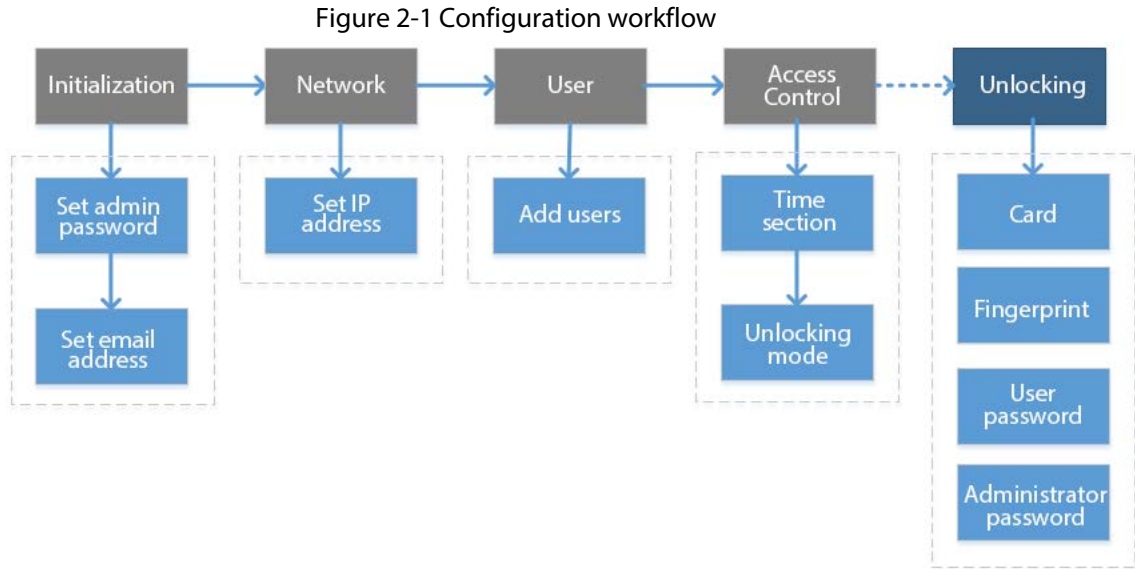 Figure 2-1 Configuration workflow
Initialization
Network
User
Access
Control
Unlocking
Set admin
password
Set email
address
Set IP
address
Add users
Time
section
Unlocking
mode
Card
Fingerprint
User
password
Administrator
password